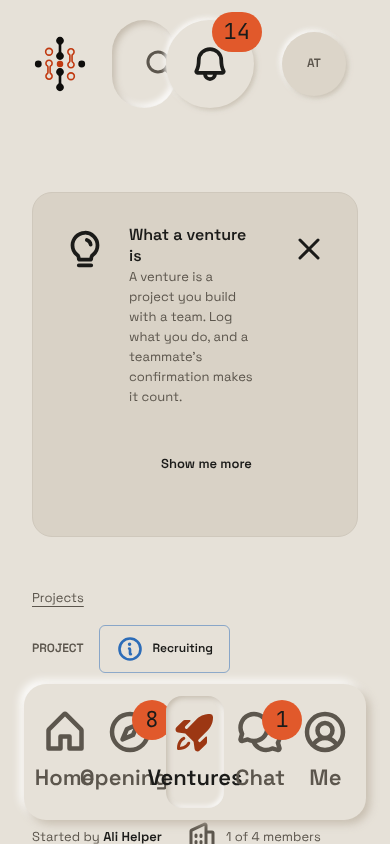 14
AT
What a venture
is
A venture is a
project you build
with a team. Log
what you do, and a
teammate's
confirmation makes
it count.
Show me more
Projects
PROJECT
Recruiting
8
1
Home
Openings
Ventures
Chat
Me
Started by Ali Helper
1 of 4 members